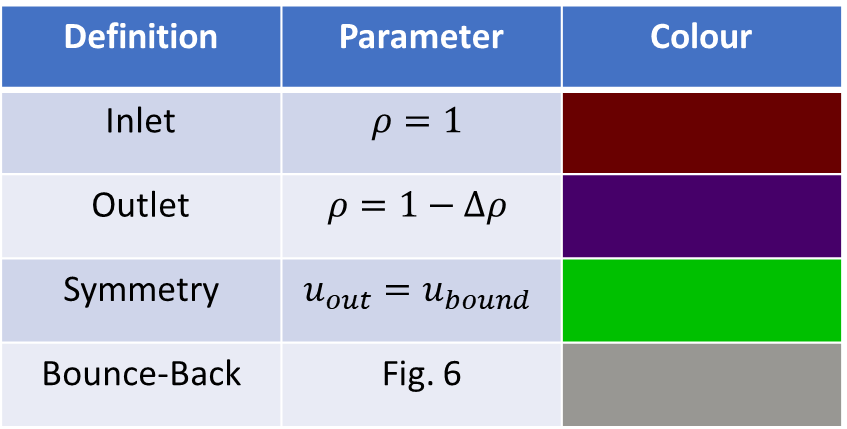 Definition Parameter Colour
Inlet ρ = 1
Outlet ρ = 1 − Δρ
Symmetry u_out = u_bound
Bounce-Back Fig. 6